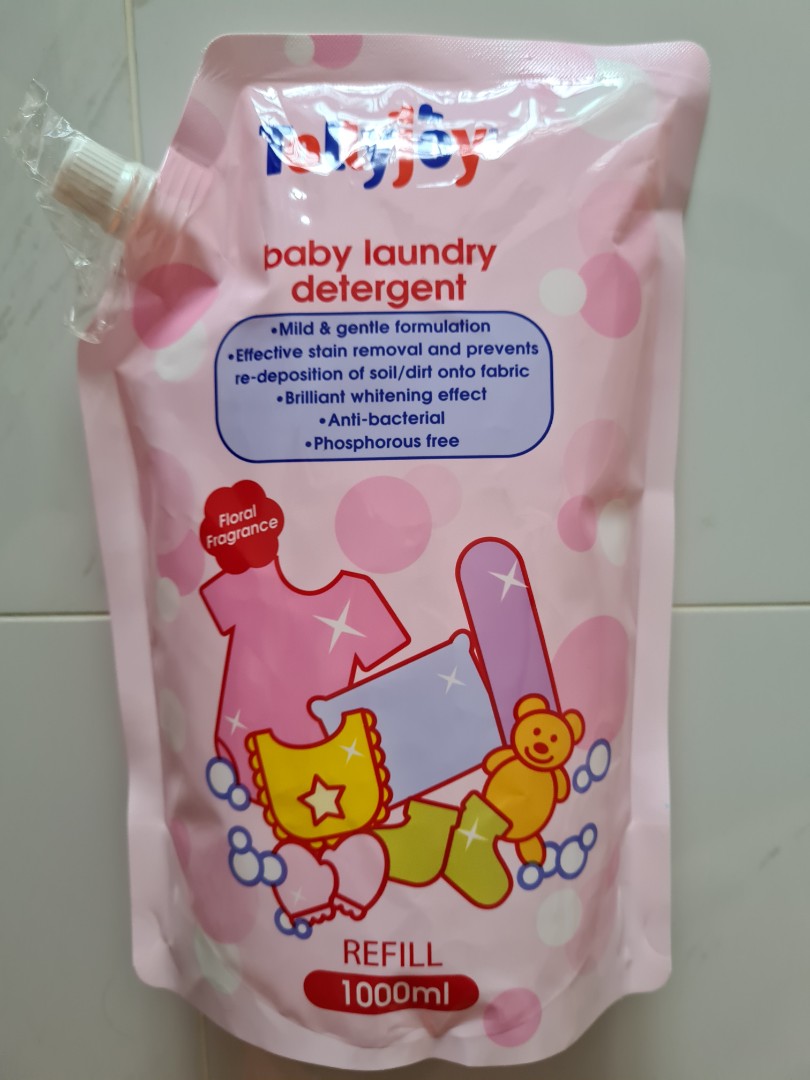 Tollyjoy
baby laundry
detergent
•Mild & gentle formulation
•Effective stain removal and prevents
re-deposition of soil/dirt onto fabric
•Brilliant whitening effect
•Anti-bacterial
•Phosphorous free
Floral
Fragrance
REFILL
1000ml